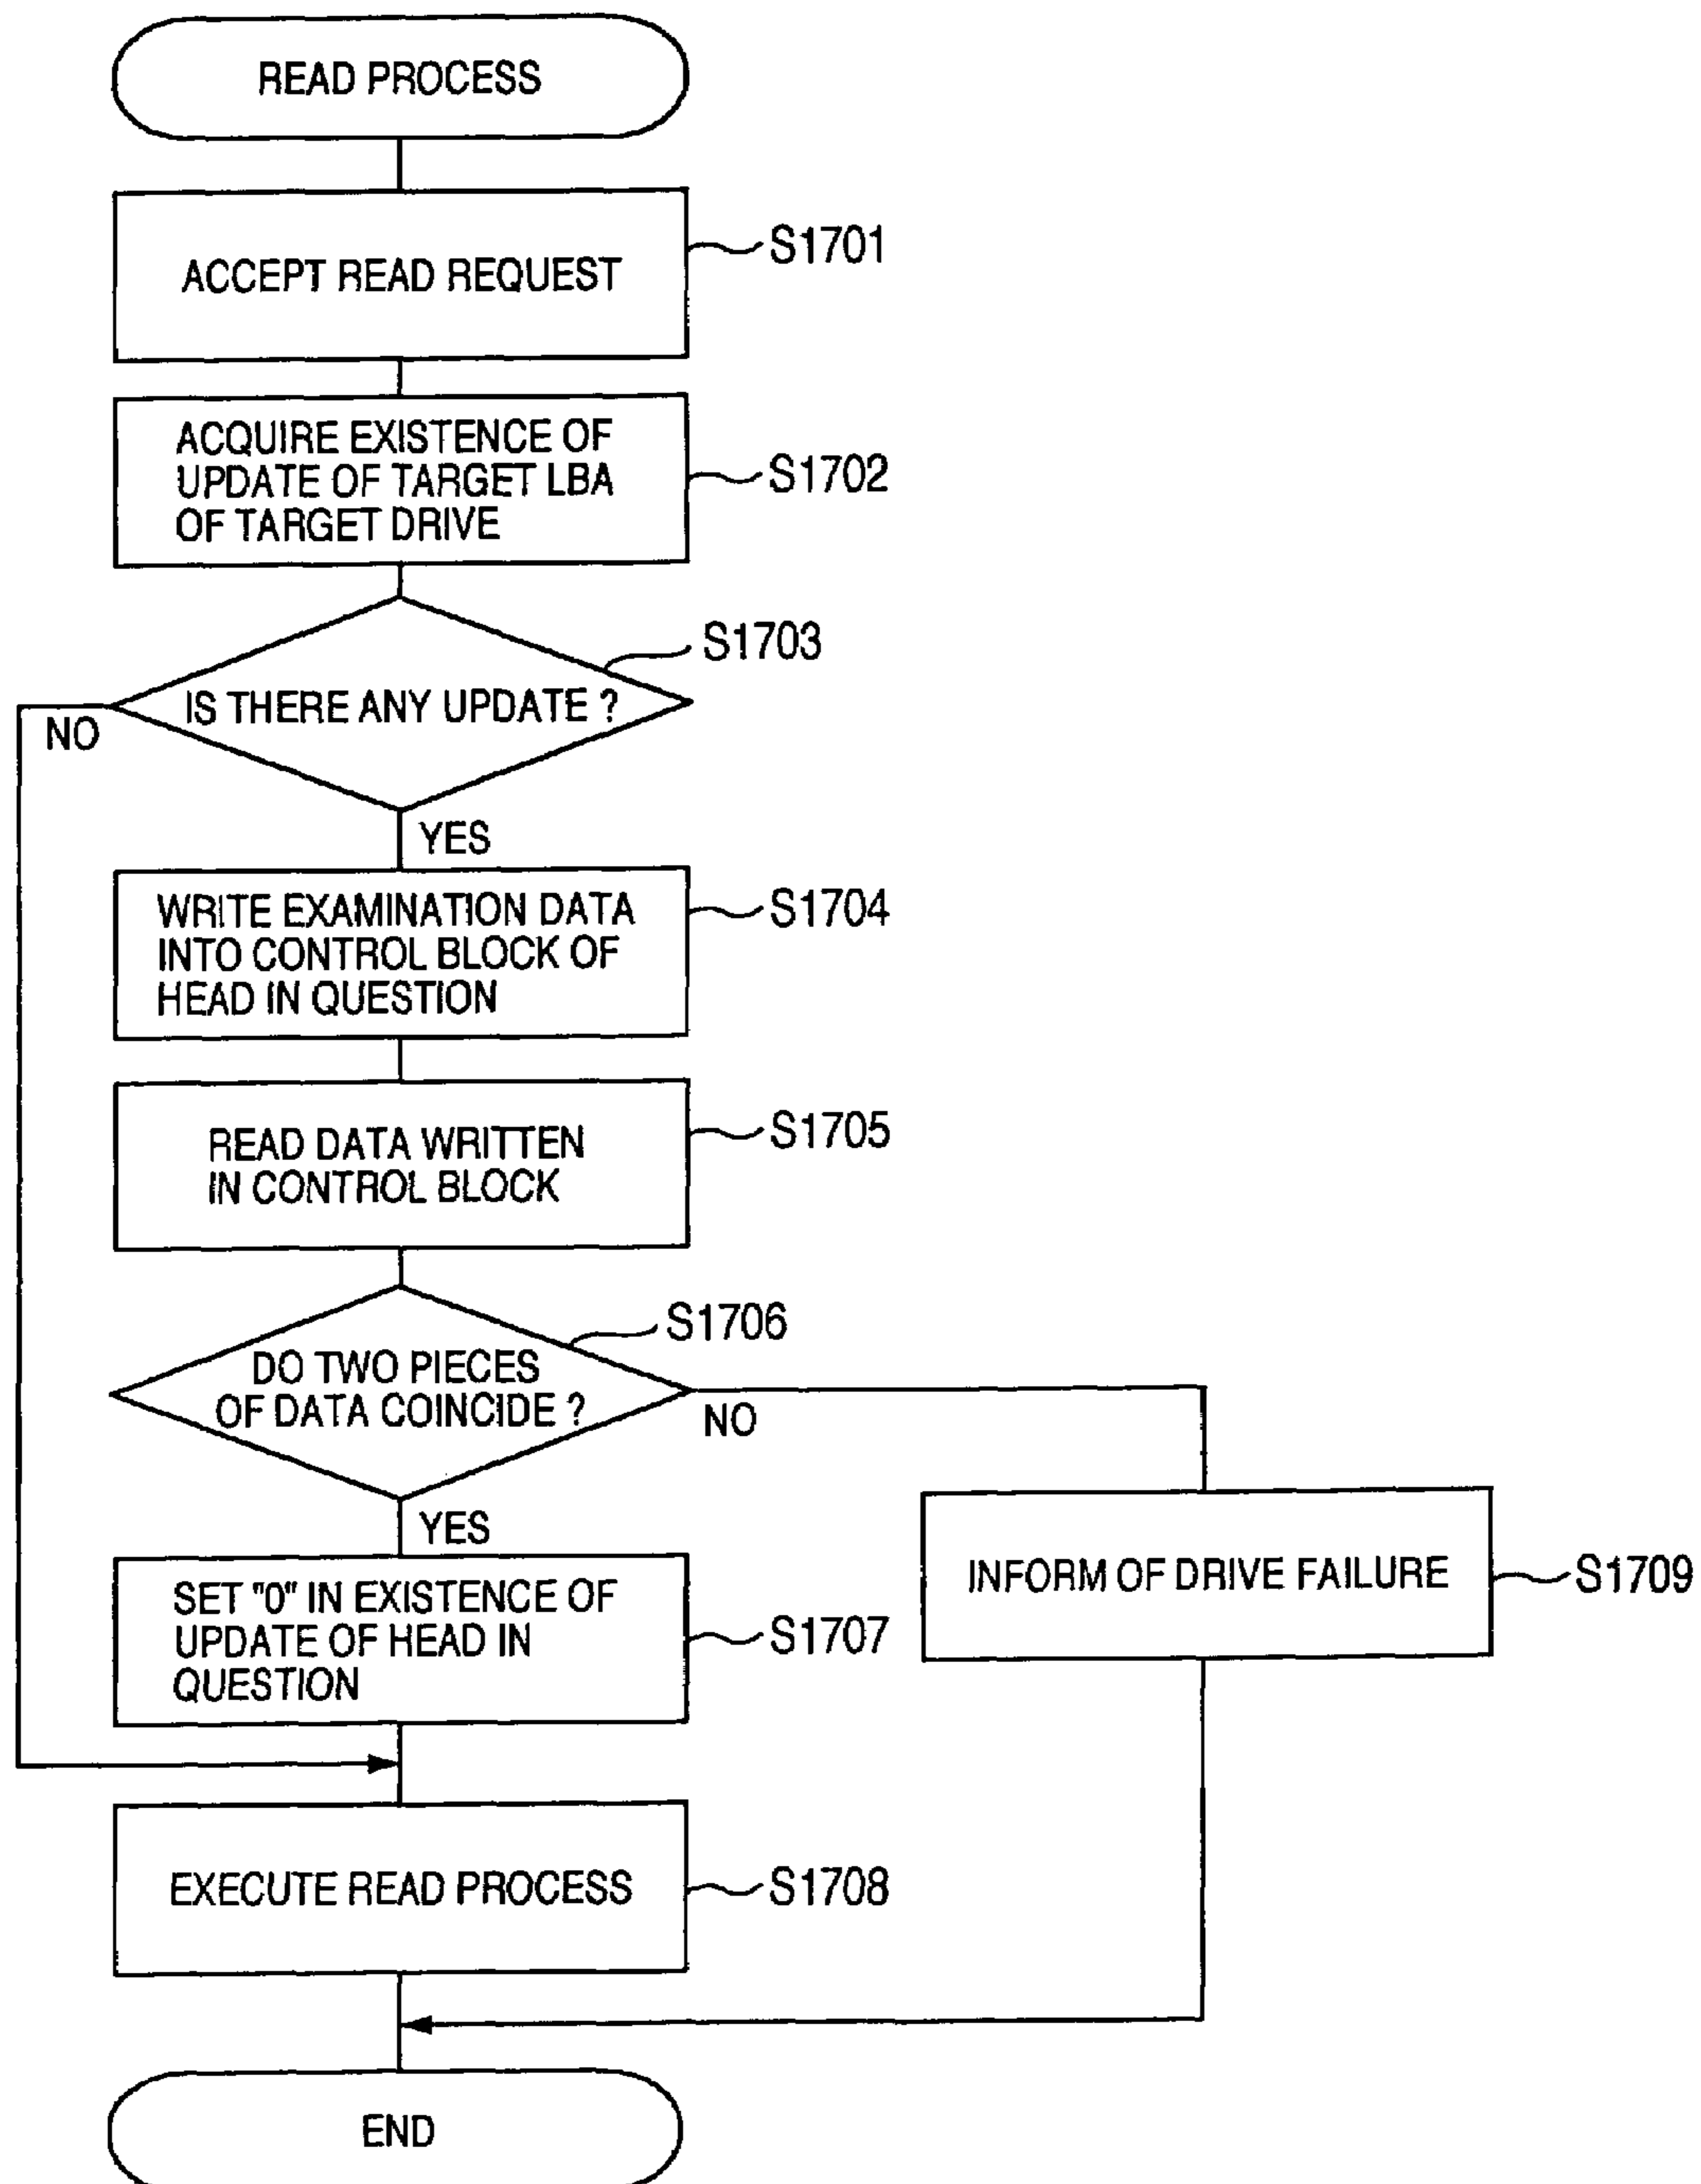 READ PROCESS
ACCEPT READ REQUEST
S1701
ACQUIRE EXISTENCE OF
UPDATE OF TARGET LBA
OF TARGET DRIVE
S1702
S1703
IS THERE ANY UPDATE ?
NO
YES
WRITE EXAMINATION DATA
INTO CONTROL BLOCK OF
HEAD IN QUESTION
S1704
READ DATA WRITTEN
IN CONTROL BLOCK
S1705
S1706
DO TWO PIECES
OF DATA COINCIDE ?
NO
YES
SET "0" IN EXISTENCE OF
UPDATE OF HEAD IN
QUESTION
S1707
INFORM OF DRIVE FAILURE
S1709
EXECUTE READ PROCESS
S1708
END